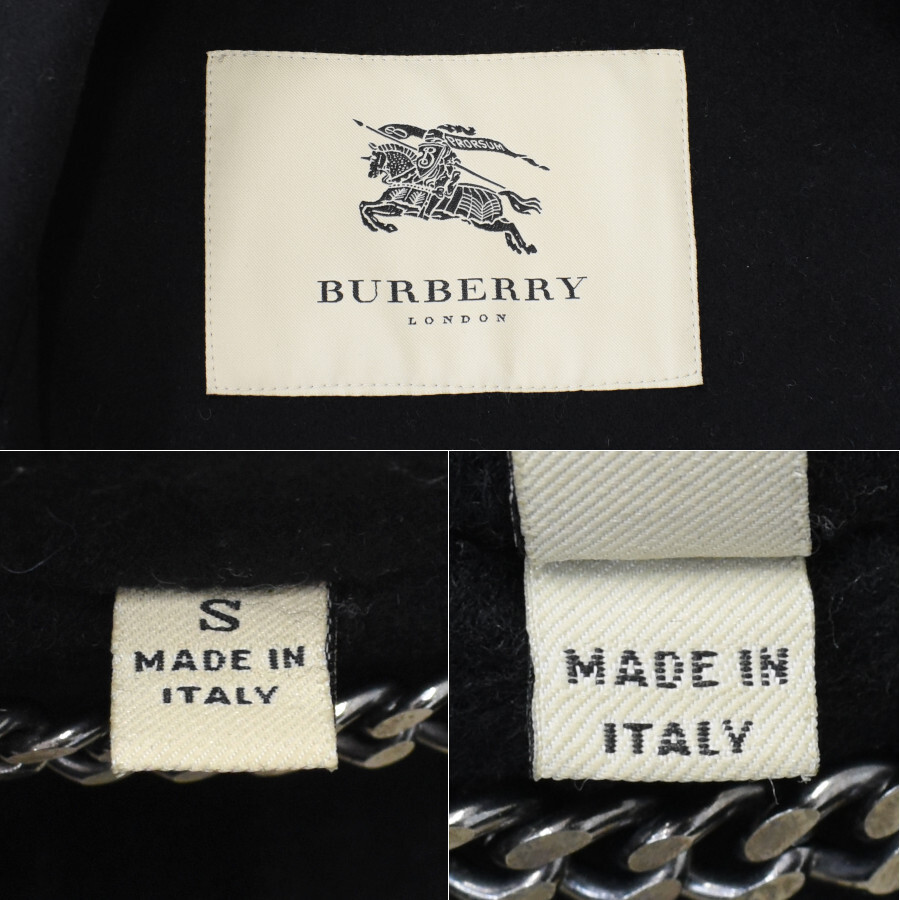 PRORSUM
BURBERRY
LONDON
S
MADE IN
ITALY
MADE IN
ITALY